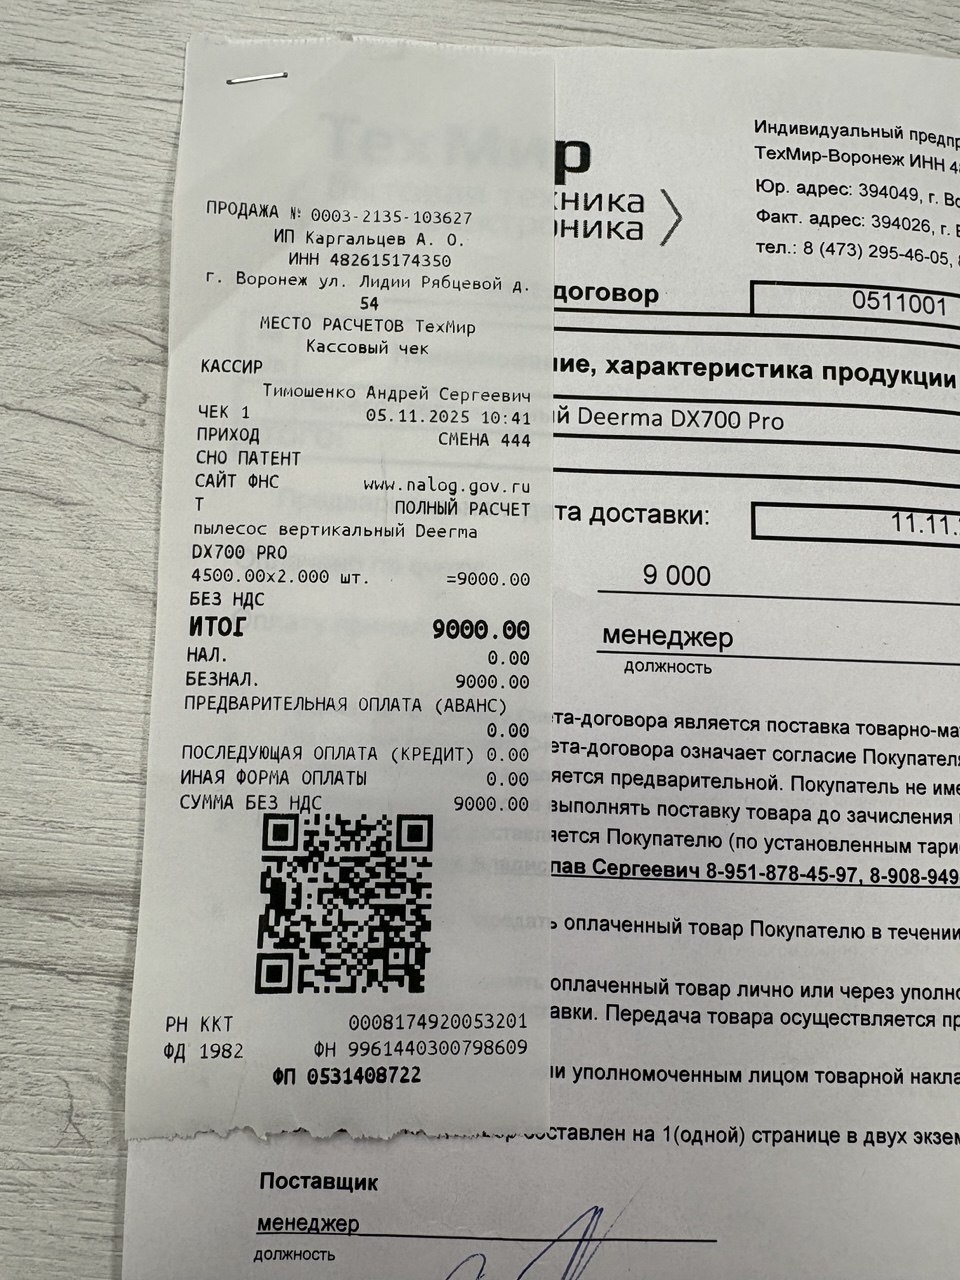 ПРОДАЖА №: 0003-2135-103627
ИП Каргальцев А. О.
ИНН 482615174350
г. Воронеж ул. Лидии Рябцевой д.
54
МЕСТО РАСЧЕТОВ ТехМир
Кассовый чек
КАССИР
Тимошенко Андрей Сергеевич
ЧЕК 1 05.11.2025 10:41
ПРИХОД СМЕНА 444
СНО ПАТЕНТ
САЙТ ФНС www.nalog.gov.ru
Т ПОЛНЫЙ РАСЧЕТ
пылесос вертикальный Deerma
DX700 PRO
4500.00x2.000 шт. =9000.00
БЕЗ НДС
ИТОГ 9000.00
НАЛ. 0.00
БЕЗНАЛ. 9000.00
ПРЕДВАРИТЕЛЬНАЯ ОПЛАТА (АВАНС)
0.00
ПОСЛЕДУЮЩАЯ ОПЛАТА (КРЕДИТ) 0.00
ИНАЯ ФОРМА ОПЛАТЫ 0.00
СУММА БЕЗ НДС 9000.00
РН ККТ 0008174920053201
ФД 1982 ФН 9961440300798609
ФП 0531408722
р
хника
оника
Индивидуальный предпр
ТехМир-Воронеж ИНН 48
Юр. адрес: 394049, г. Во
Факт. адрес: 394026, г. В
тел.: 8 (473) 295-46-05, 8
договор 0511001
ие, характеристика продукции
й Deerma DX700 Pro
та доставки: 11.11.
9 000
менеджер
должность
ета-договора является поставка товарно-ма
ета-договора означает согласие Покупателя
яется предварительной. Покупатель не име
выполнять поставку товара до зачисления
яется Покупателю (по установленным тари
лав Сергеевич 8-951-878-45-97, 8-908-949
ь оплаченный товар Покупателю в течении
оплаченный товар лично или через уполно
авки. Передача товара осуществляется пр
и уполномоченным лицом товарной накла
составлен на 1(одной) странице в двух экзем
Поставщик
менеджер
должность